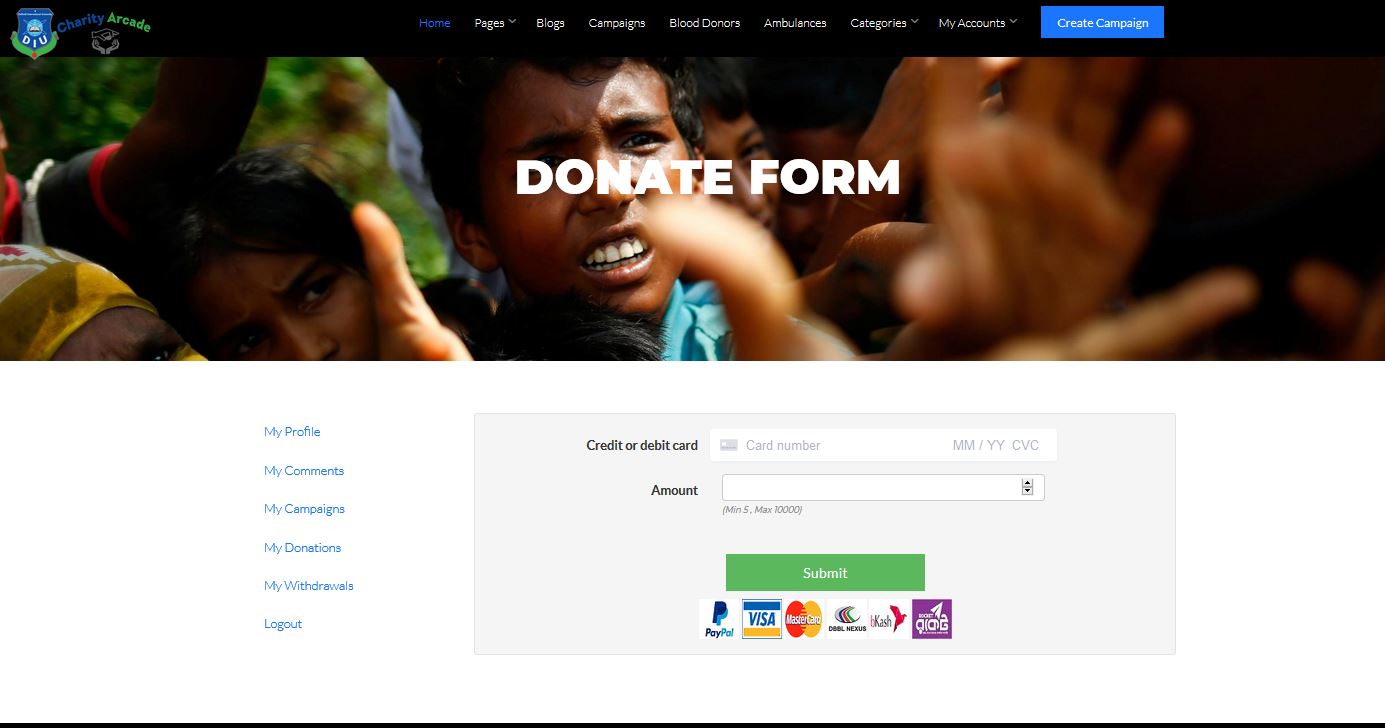 Charity Arcade
DIU
Home Pages Blogs Campaigns Blood Donors Ambulances Categories My Accounts Create Campaign
DONATE FORM
My Profile
My Comments
My Campaigns
My Donations
My Withdrawals
Logout
Credit or debit card Card number MM / YY CVC
Amount
(Min 5 , Max 10000)
Submit
PayPal VISA MasterCard DBBL NEXUS bKash ROCKET রকেট